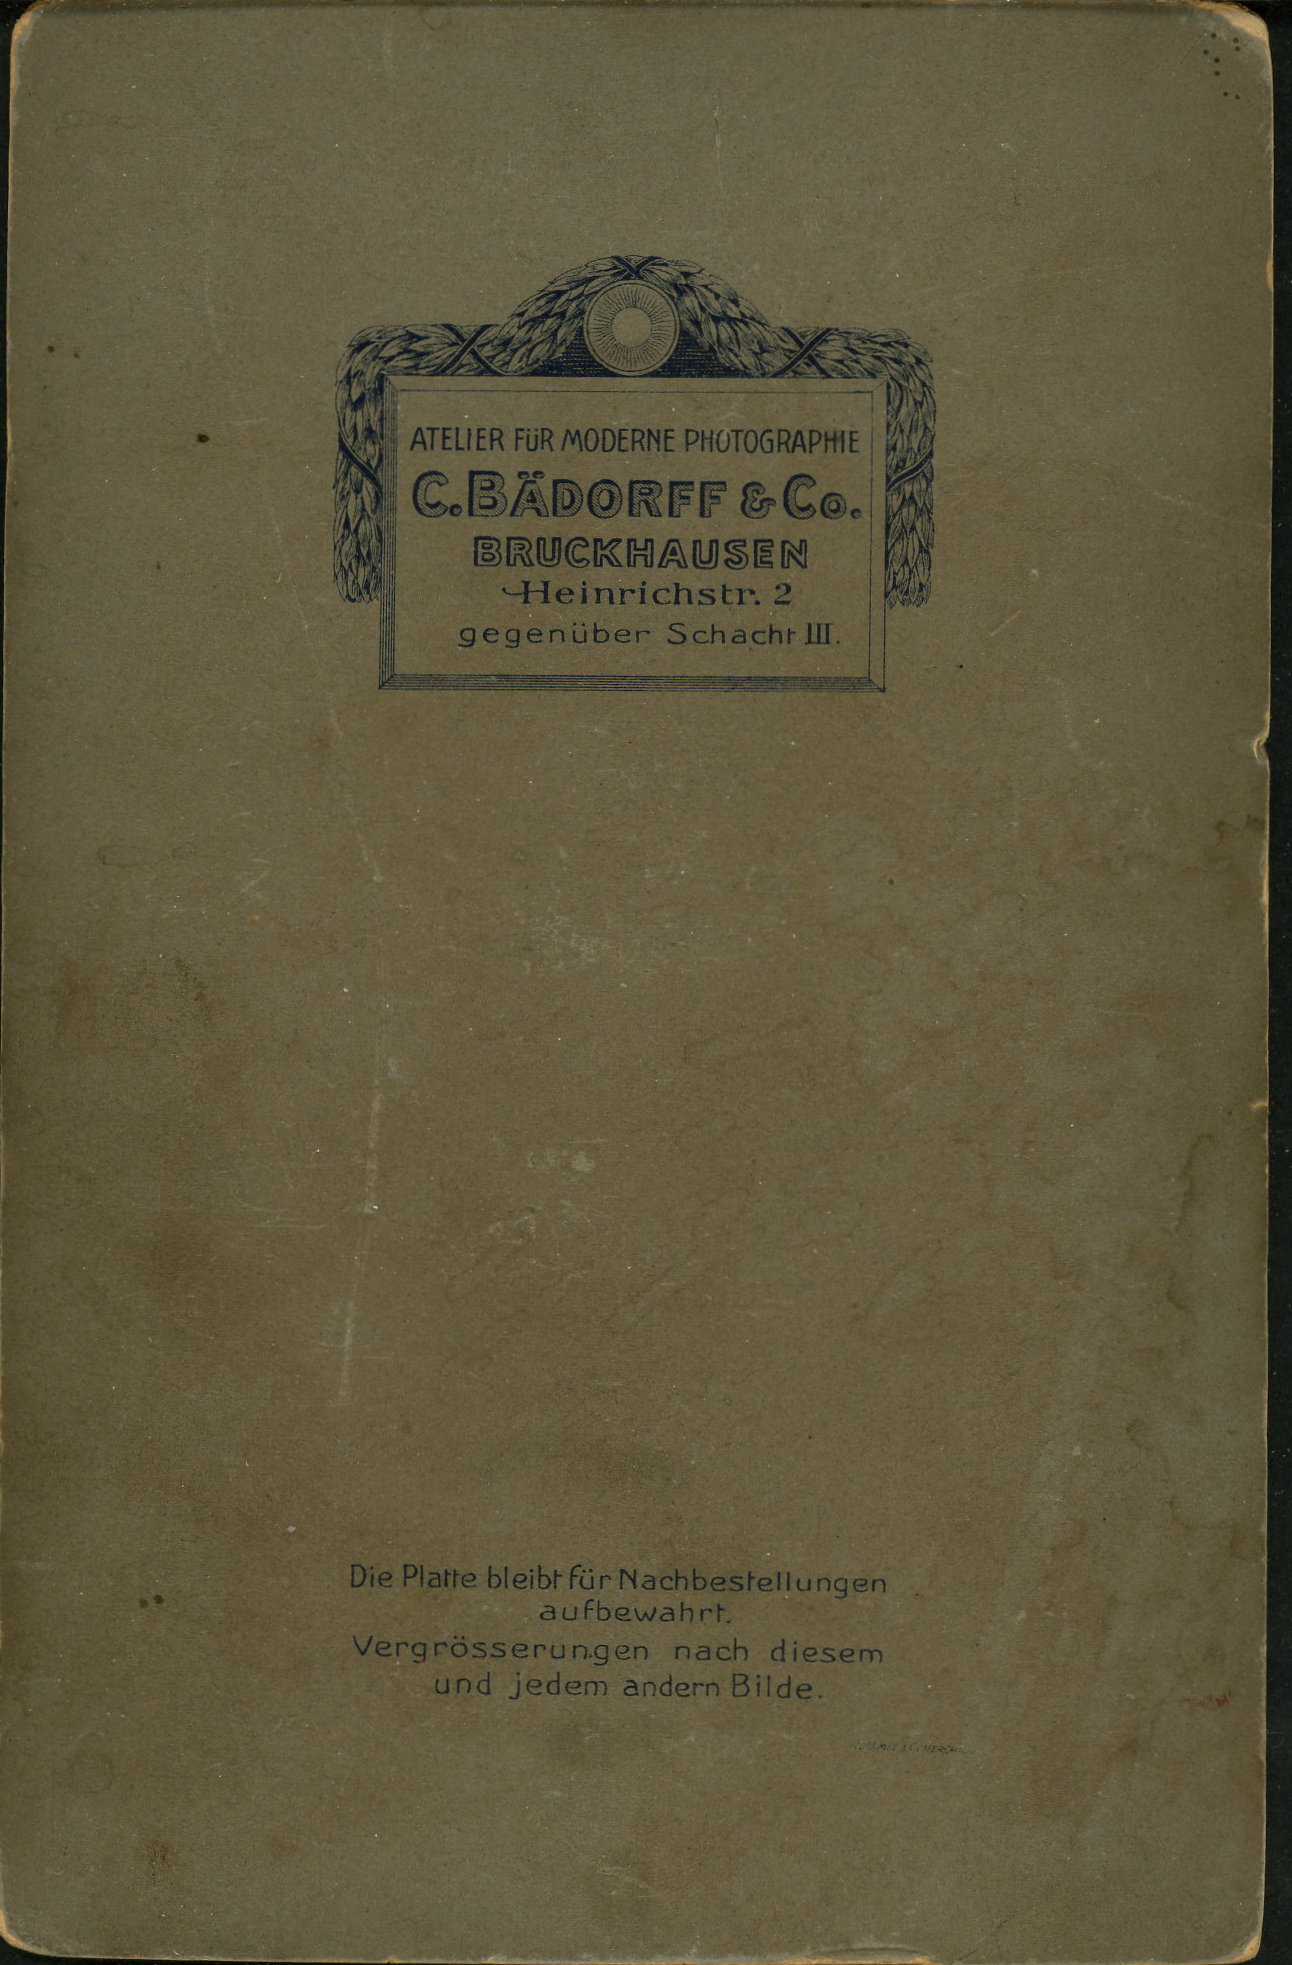 ATELIER FÜR MODERNE PHOTOGRAPHIE
C. BÄDORFF & Co.
BRUCKHAUSEN
Heinrichstr. 2
gegenüber Schacht III.
Die Platte bleibt für Nachbestellungen
aufbewahrt.
Vergrösserungen nach diesem
und jedem andern Bilde.